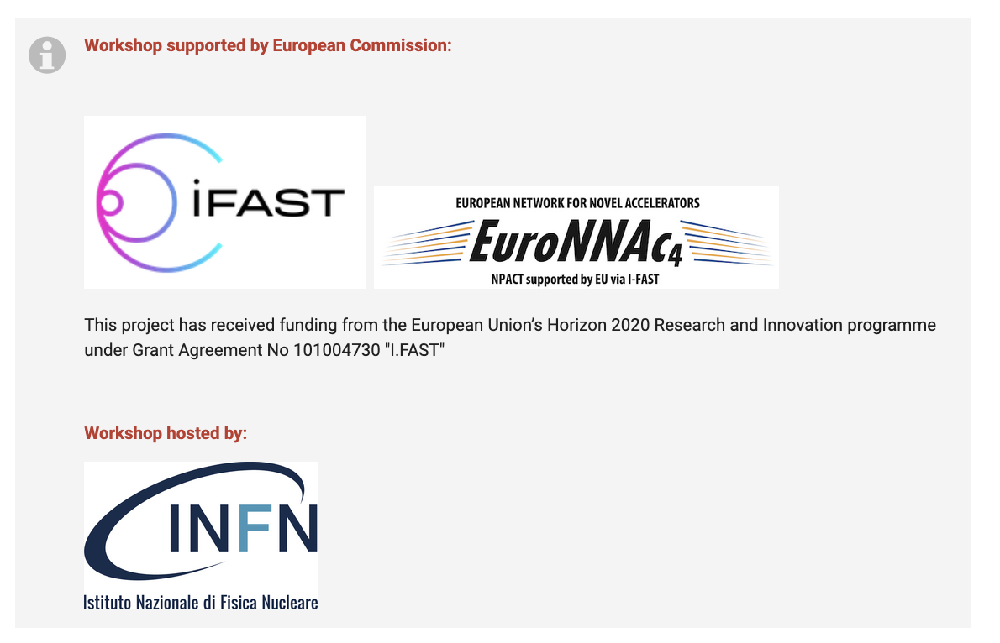 Workshop supported by European Commission:
iFAST
EUROPEAN NETWORK FOR NOVEL ACCELERATORS
EuroNNAc4
NPACT supported by EU via I-FAST
This project has received funding from the European Union’s Horizon 2020 Research and Innovation programme
under Grant Agreement No 101004730 "I.FAST"
Workshop hosted by:
INFN
Istituto Nazionale di Fisica Nucleare